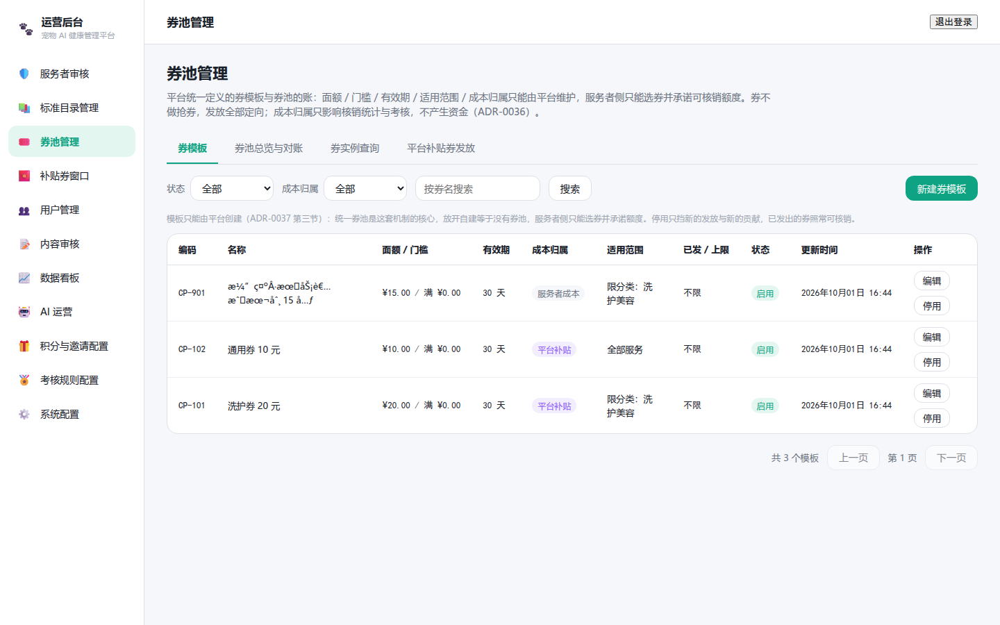 运营后台
宠物 AI 健康管理平台
服务者审核
标准目录管理
券池管理
补贴券窗口
用户管理
内容审核
数据看板
AI 运营
积分与邀请配置
考核规则配置
系统配置
券池管理
退出登录
券池管理
平台统一定义的券模板与券池的账：面额 / 门槛 / 有效期 / 适用范围 / 成本归属只能由平台维护，服务者侧只能选券并承诺可核销额度。券不
做抢券，发放全部定向；成本归属只影响核销统计与考核，不产生资金（ADR-0036）。
券模板 券池总览与对账 券实例查询 平台补贴券发放
状态 全部 成本归属 全部 按券名搜索 搜索 新建券模板
模板只能由平台创建（ADR-0037 第三节）：统一券池是这套机制的核心，放开自建等于没有券池，服务者侧只能选券并承诺额度。停用只挡新的发放与新的贡献，已发出的券照常可核销。
编码 名称 面额 / 门槛 有效期 成本归属 适用范围 已发 / 上限 状态 更新时间 操作
CP-901 ¥15.00 / 满 ¥0.00 30 天 服务者成本 限分类：洗护美容 不限 启用 2026年10月01日 16:44 编辑 停用
CP-102 通用券 10 元 ¥10.00 / 满 ¥0.00 30 天 平台补贴 全部服务 不限 启用 2026年10月01日 16:44 编辑 停用
CP-101 洗护券 20 元 ¥20.00 / 满 ¥0.00 30 天 平台补贴 限分类：洗护美容 不限 启用 2026年10月01日 16:44 编辑 停用
共 3 个模板 上一页 第 1 页 下一页